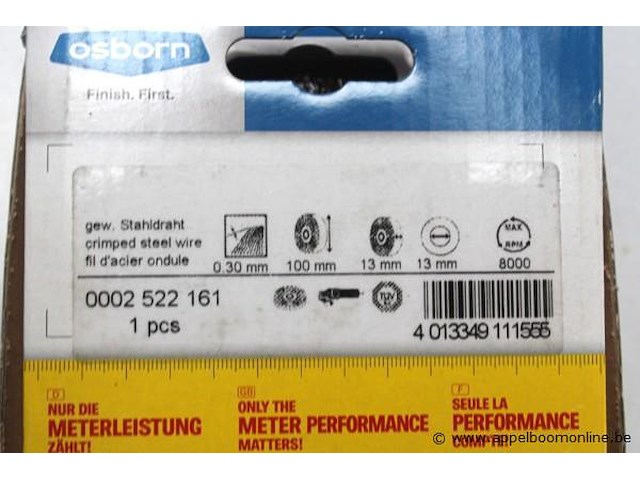 osborn
Finish. First.
gew. Stahldraht
crimped steel wire
fil d'acier ondule
0.30 mm
100 mm
13 mm
13 mm
MAX
RPM
8000
0002 522 161
1 pcs
TÜV
4 013349 111555
D
NUR DIE
METERLEISTUNG
ZÄHLT!
GB
ONLY THE
METER PERFORMANCE
MATTERS!
F
SEULE LA
PERFORMANCE
© www.appelboomonline.be